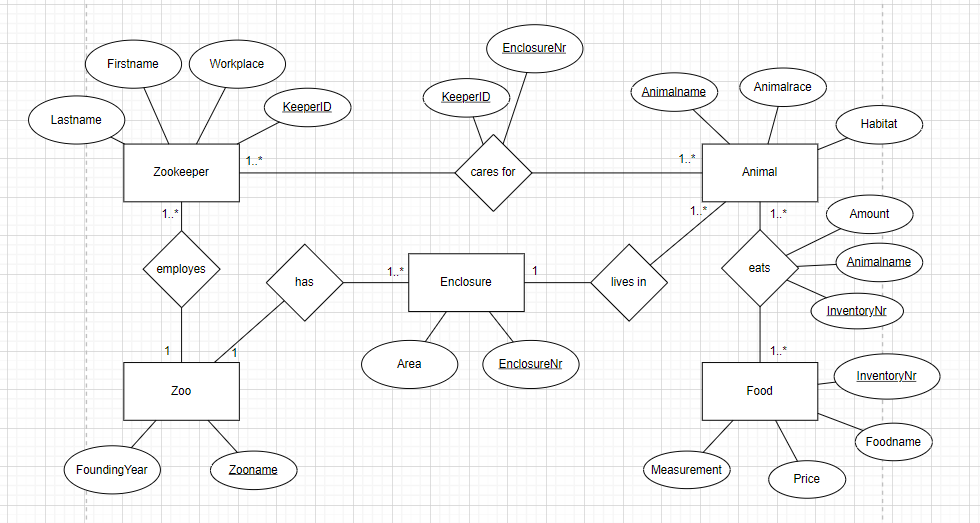 EnclosureNr
Firstname
Workplace
KeeperID
KeeperID
Animalname
Animalrace
Lastname
Habitat
1..*
1..*
Zookeeper
cares for
Animal
1..*
1..*
1..*
Amount
employes
has
1..*
Enclosure
1
lives in
eats
Animalname
InventoryNr
1
1
1..*
Area
EnclosureNr
InventoryNr
Zoo
Food
Foodname
FoundingYear
Zooname
Measurement
Price